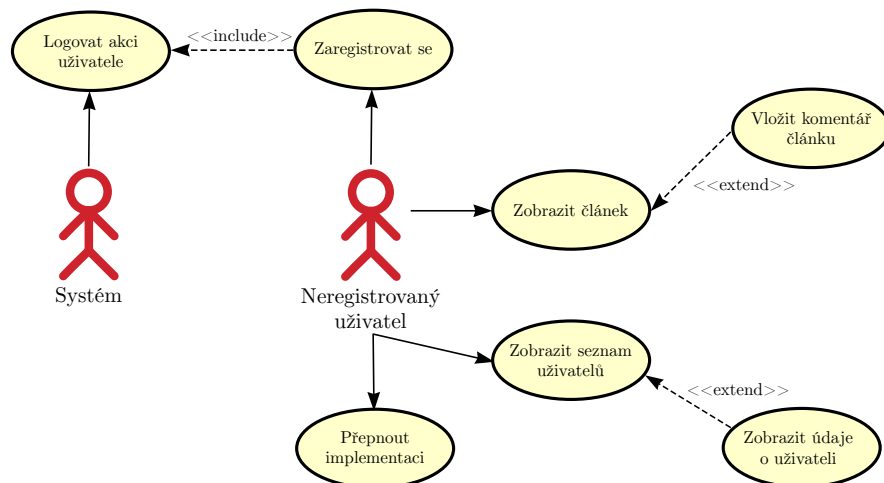 Logovat akci
uživatele
<<include>>
Zaregistrovat se
Vložit komentář
článku
<<extend>>
Zobrazit článek
Systém
Neregistrovaný
uživatel
Zobrazit seznam
uživatelů
<<extend>>
Přepnout
implementaci
Zobrazit údaje
o uživateli